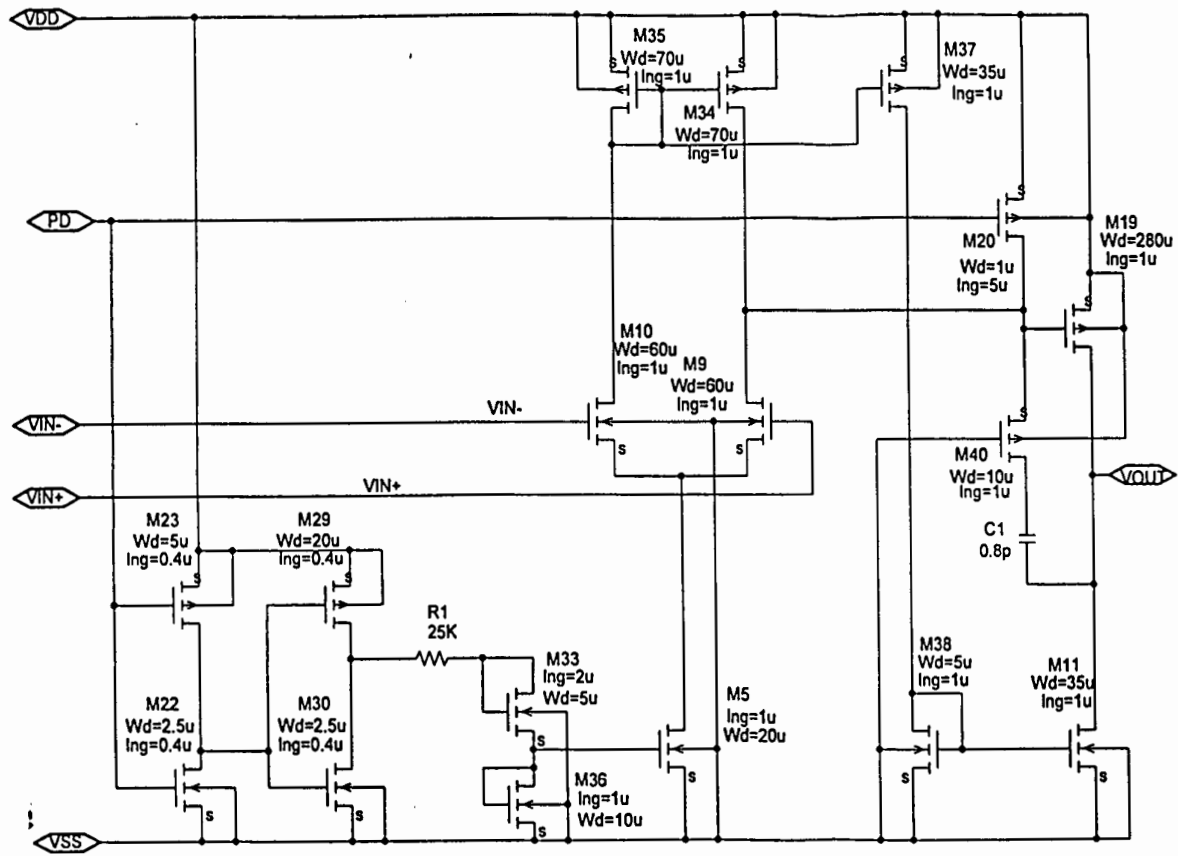 VDD
M35
Wd=70u
lng=1u
M37
Wd=35u
lng=1u
S
S
S
M34
Wd=70u
lng=1u
PD
S
M20
Wd=1u
lng=5u
M19
Wd=280u
lng=1u
S
M10
Wd=60u
lng=1u
M9
Wd=60u
lng=1u
VIN-
VIN-
S
S
S
M40
Wd=10u
lng=1u
VOUT
VIN+
VIN+
M23
Wd=5u
lng=0.4u
M29
Wd=20u
lng=0.4u
C1
0.8p
S
S
R1
25K
M33
lng=2u
Wd=5u
M38
Wd=5u
lng=1u
M11
Wd=35u
lng=1u
M22
Wd=2.5u
lng=0.4u
M30
Wd=2.5u
lng=0.4u
M5
lng=1u
Wd=20u
S
M36
lng=1u
Wd=10u
S
S
S
S
S
S
VSS